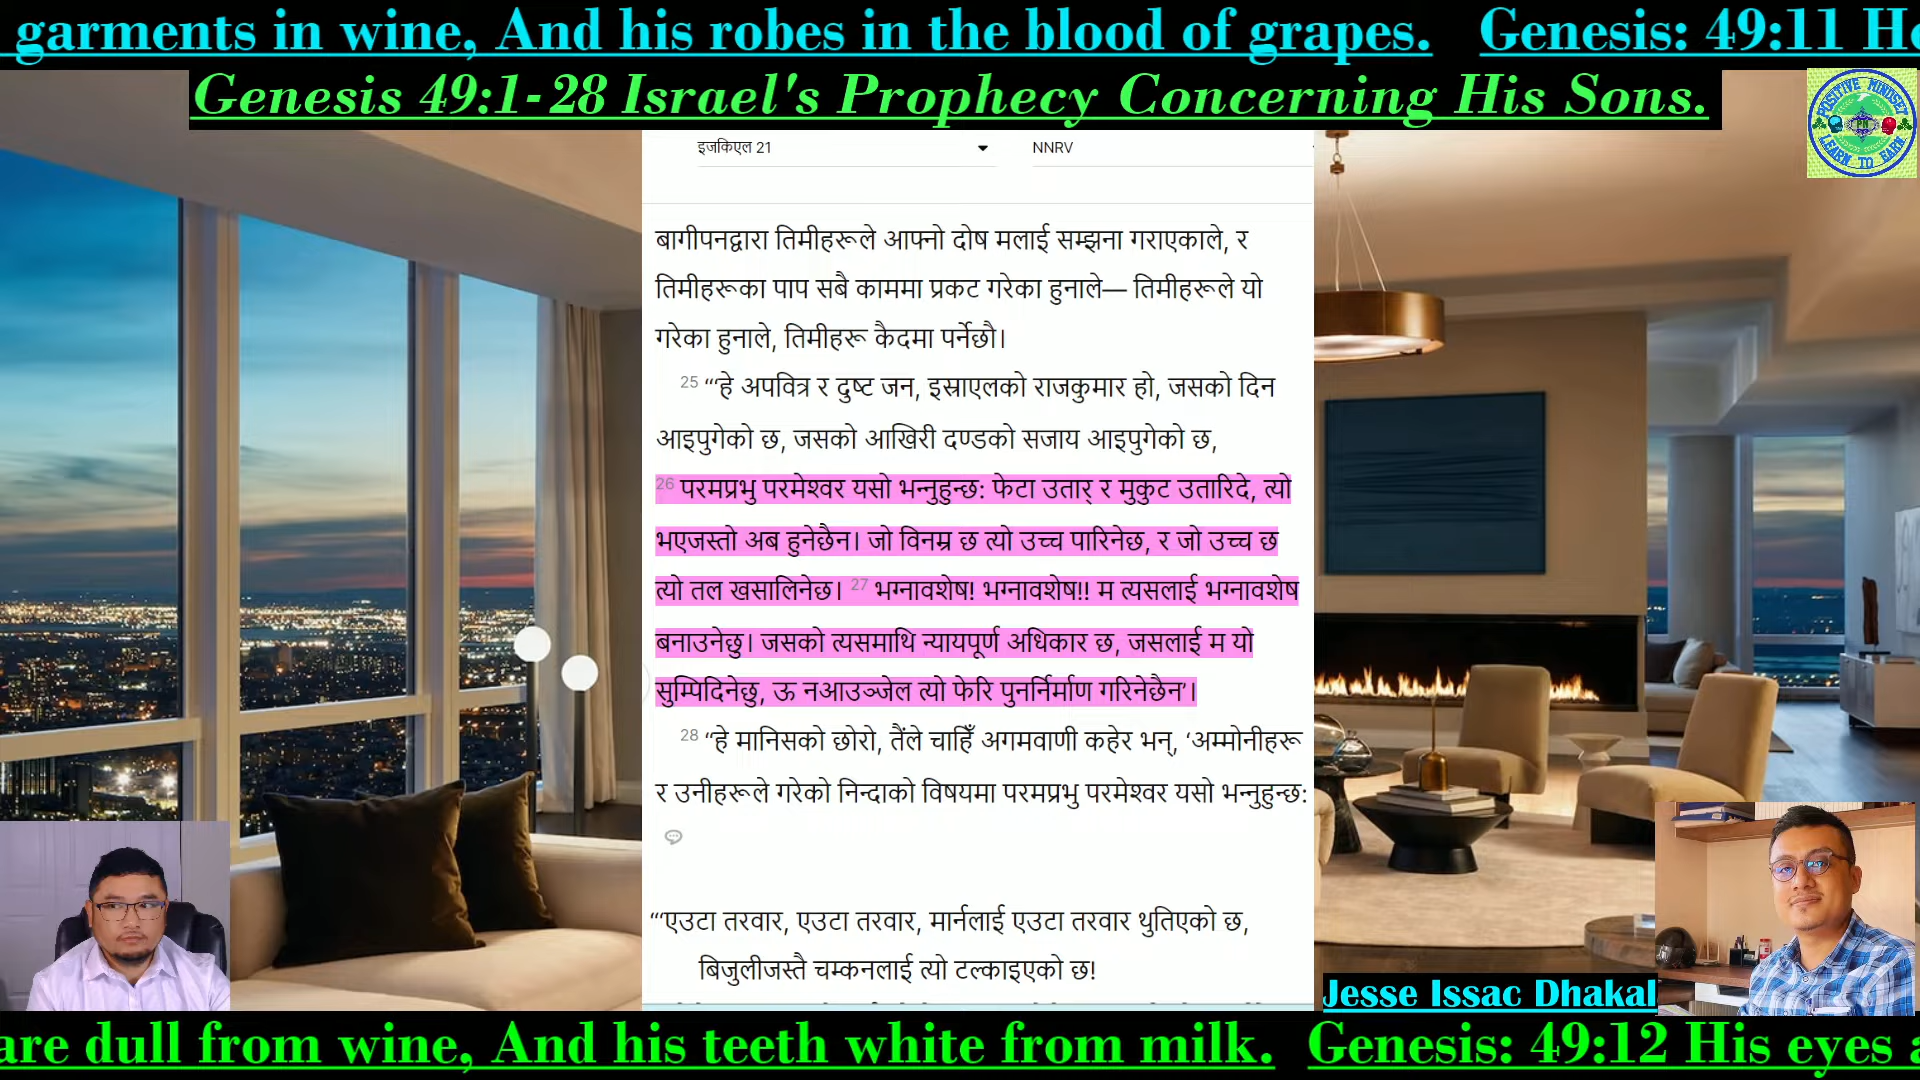 garments in wine, And his robes in the blood of grapes. Genesis: 49:11
Genesis 49:1-28 Israel's Prophecy Concerning His Sons.
POSITIVE MINDSET
LEARN TO EARN
इजकिएल 21
NNRV
बागीपनद्वारा तिमीहरूले आफ्नो दोष मलाई सम्झना गराएकाले, र
तिमीहरूका पाप सबै काममा प्रकट गरेका हुनाले— तिमीहरूले यो
गरेका हुनाले, तिमीहरू कैदमा पर्नेछौ।
25 “‘हे अपवित्र र दुष्ट जन, इस्राएलको राजकुमार हो, जसको दिन
आइपुगेको छ, जसको आखिरी दण्डको सजाय आइपुगेको छ,
26 परमप्रभु परमेश्वर यसो भन्नुहुन्छ: फेटा उतार् र मुकुट उतारिदे, त्यो
भएजस्तो अब हुनेछैन। जो विनम्र छ त्यो उच्च पारिनेछ, र जो उच्च छ
त्यो तल खसालिनेछ। 27 भग्नावशेष! भग्नावशेष!! म त्यसलाई भग्नावशेष
बनाउनेछु। जसको त्यसमाथि न्यायपूर्ण अधिकार छ, जसलाई म यो
सुम्पिदिनेछु, ऊ नआउञ्जेल त्यो फेरि पुनर्निर्माण गरिनेछैन’।
28 “हे मानिसको छोरो, तैंले चाहिँ अगमवाणी कहेर भन्, ‘अम्मोनीहरू
र उनीहरूले गरेको निन्दाको विषयमा परमप्रभु परमेश्वर यसो भन्नुहुन्छ:
“‘एउटा तरवार, एउटा तरवार, मार्नलाई एउटा तरवार थुतिएको छ,
बिजुलीजस्तै चम्कनलाई त्यो टल्काइएको छ!
Jesse Issac Dhakal
are dull from wine, And his teeth white from milk. Genesis: 49:12 His eyes